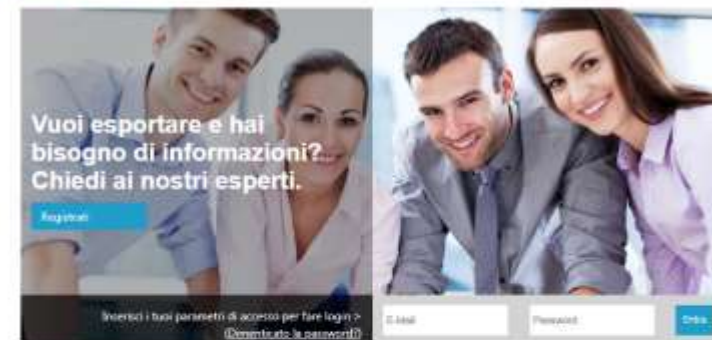 Vuoi esportare e hai
bisogno di informazioni?
Chiedi ai nostri esperti.
Registrati
Inserisci i tuoi parametri di accesso per fare login >
(Dimenticato la password?)
E-Mail
Password
Entra